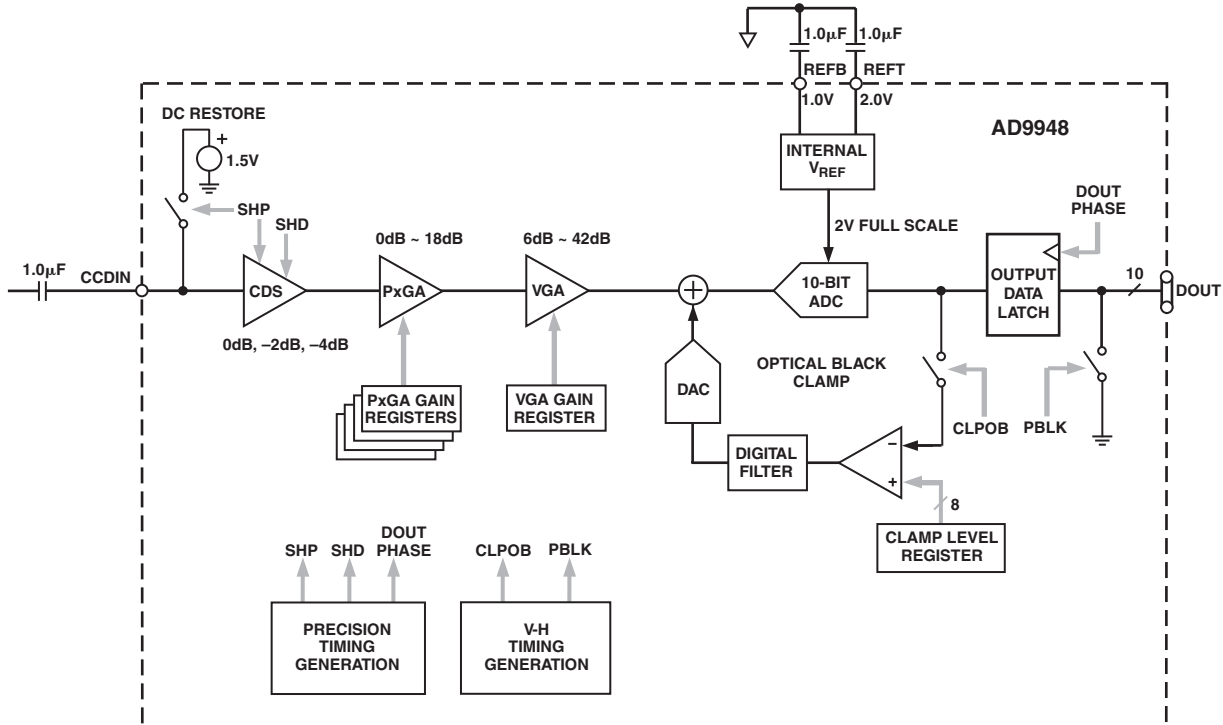 1.0µF 1.0µF
REFB REFT
1.0V 2.0V
DC RESTORE
AD9948
+
1.5V
INTERNAL
VREF
DOUT
PHASE
SHP
SHD
2V FULL SCALE
0dB ~ 18dB
6dB ~ 42dB
1.0µF
CCDIN
CDS
PxGA
VGA
+
10-BIT
ADC
OUTPUT
DATA
LATCH
10
DOUT
0dB, –2dB, –4dB
OPTICAL BLACK
CLAMP
DAC
PxGA GAIN
REGISTERS
VGA GAIN
REGISTER
CLPOB
PBLK
DIGITAL
FILTER
–
+
8
CLAMP LEVEL
REGISTER
SHP
SHD
DOUT
PHASE
CLPOB
PBLK
PRECISION
TIMING
GENERATION
V-H
TIMING
GENERATION